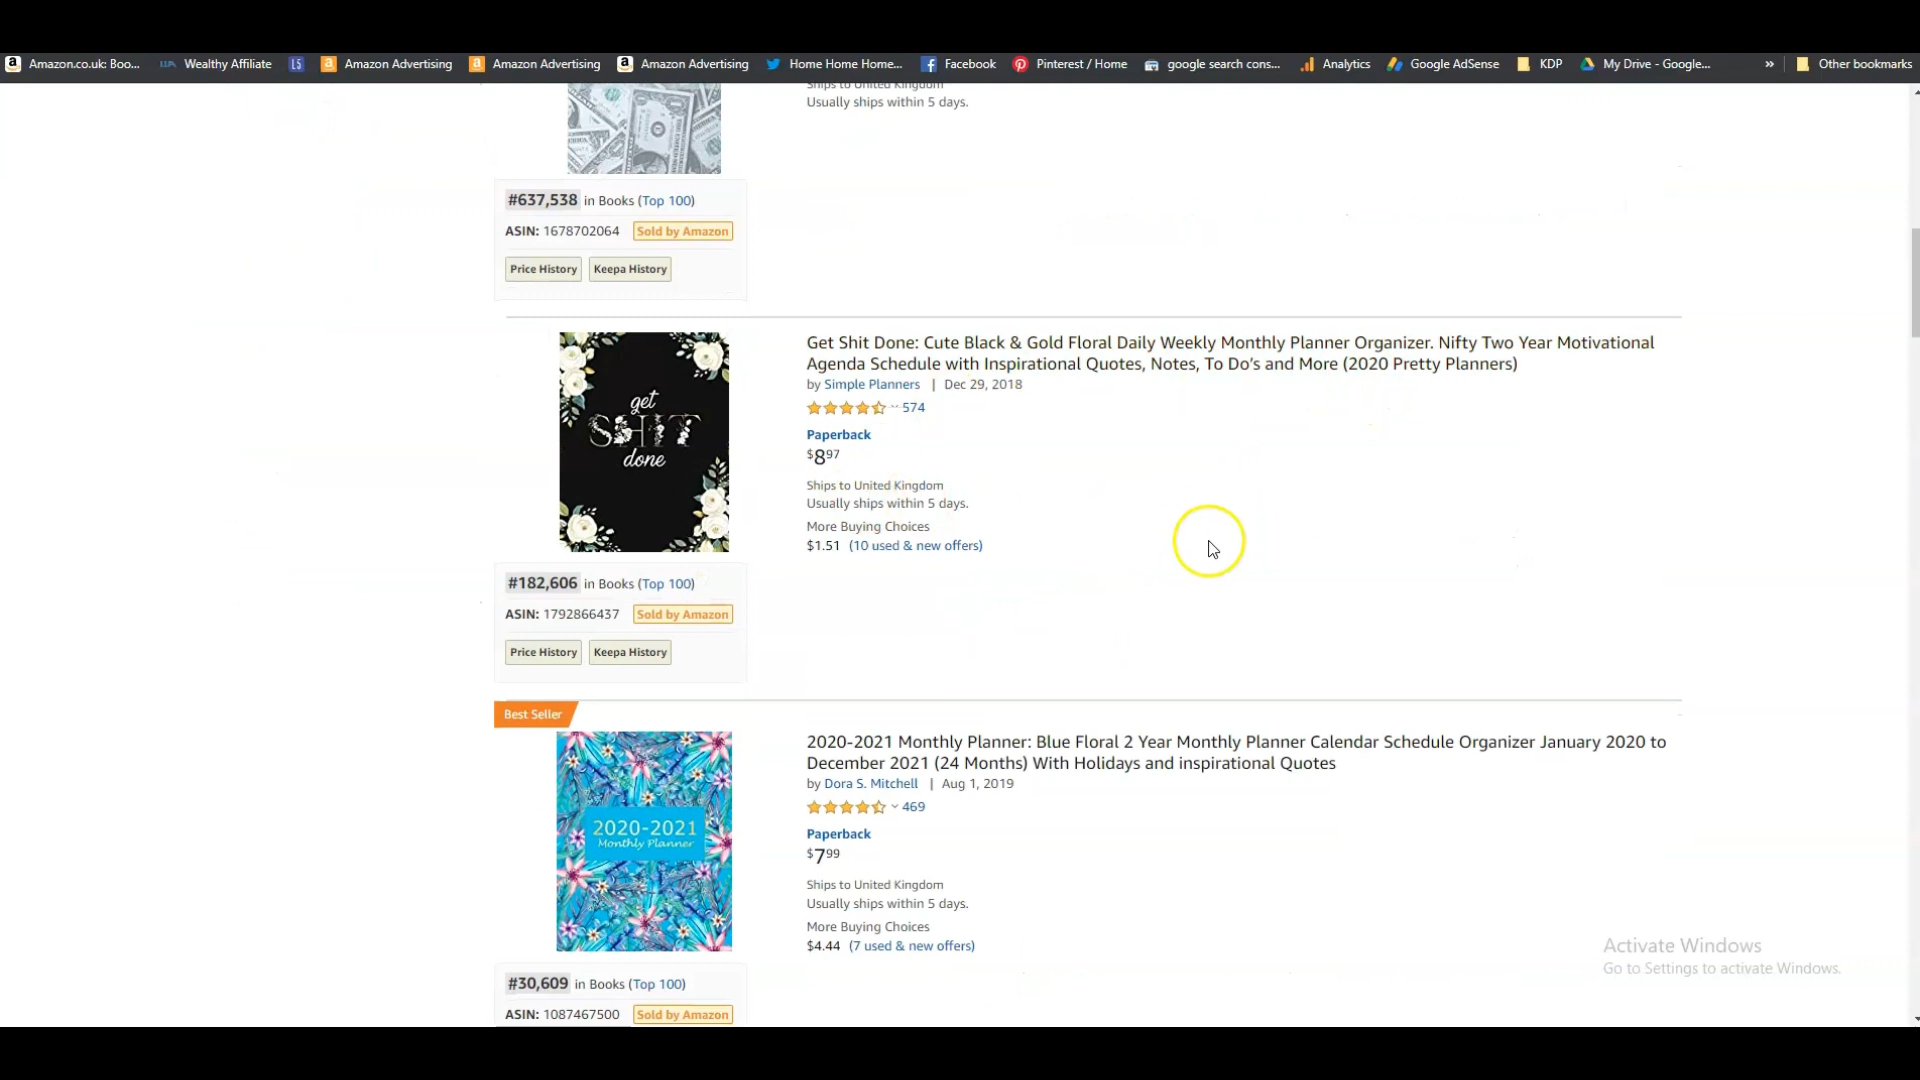 Amazon.co.uk: Boo... Wealthy Affiliate LS Amazon Advertising Amazon Advertising Amazon Advertising Home Home Home... Facebook Pinterest / Home google search cons... Analytics Google AdSense KDP My Drive - Google... » Other bookmarks
Ships to United Kingdom
Usually ships within 5 days.
#637,538 in Books (Top 100)
ASIN: 1678702064 Sold by Amazon
Price History Keepa History
get
SHIT
done
Get Shit Done: Cute Black & Gold Floral Daily Weekly Monthly Planner Organizer. Nifty Two Year Motivational
Agenda Schedule with Inspirational Quotes, Notes, To Do's and More (2020 Pretty Planners)
by Simple Planners | Dec 29, 2018
574
Paperback
$8.97
Ships to United Kingdom
Usually ships within 5 days.
More Buying Choices
$1.51 (10 used & new offers)
#182,606 in Books (Top 100)
ASIN: 1792866437 Sold by Amazon
Price History Keepa History
Best Seller
2020-2021
Monthly Planner
2020-2021 Monthly Planner: Blue Floral 2 Year Monthly Planner Calendar Schedule Organizer January 2020 to
December 2021 (24 Months) With Holidays and inspirational Quotes
by Dora S. Mitchell | Aug 1, 2019
469
Paperback
$7.99
Ships to United Kingdom
Usually ships within 5 days.
More Buying Choices
$4.44 (7 used & new offers)
#30,609 in Books (Top 100)
ASIN: 1087467500 Sold by Amazon
Activate Windows
Go to Settings to activate Windows.